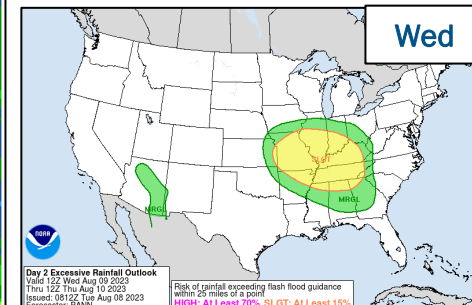 Wed
SLGT
MRGL
MRGL
NOAA
Day 2 Excessive Rainfall Outlook
Valid 12Z Wed Aug 09 2023
Thru 12Z Thu Aug 10 2023
Issued: 0812Z Tue Aug 08 2023
Risk of rainfall exceeding flash flood guidance
within 25 miles of a point
HIGH: At Least 70% SLGT: At Least 15%